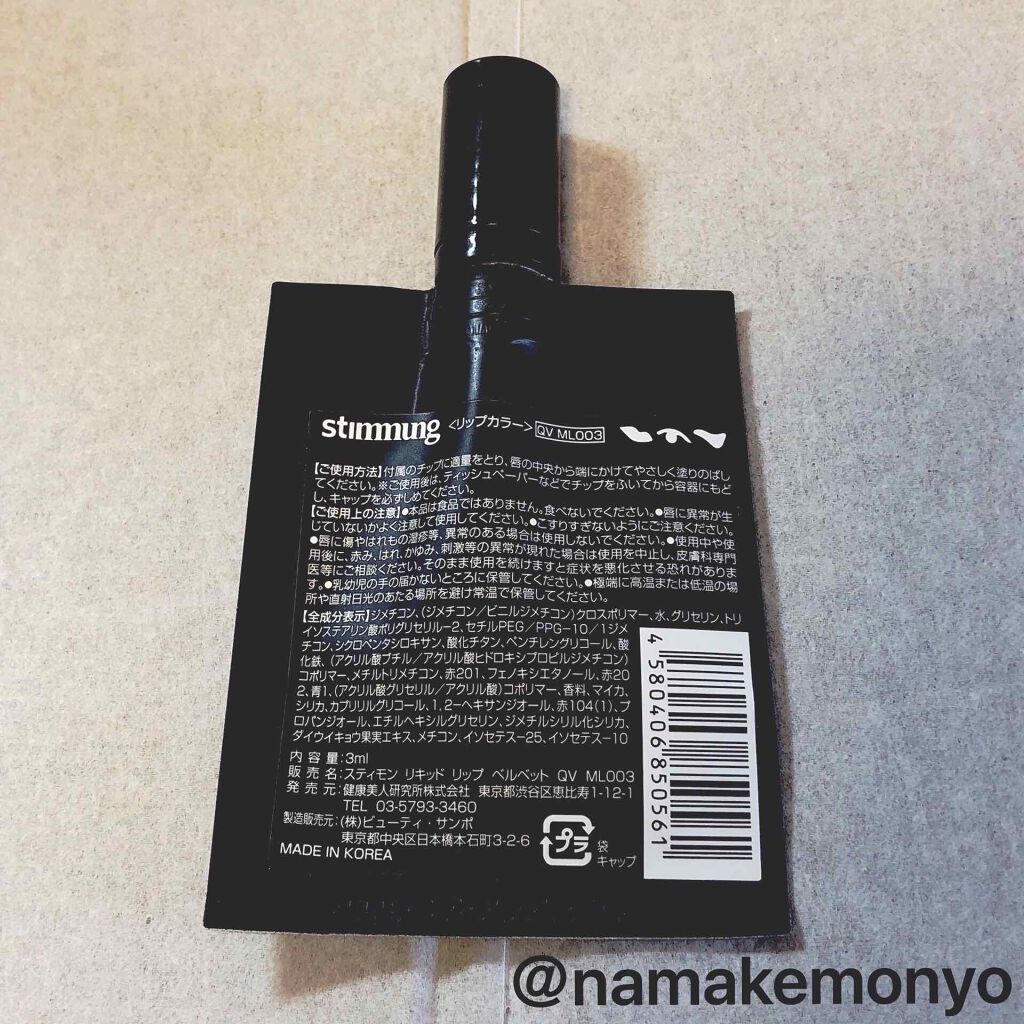 stimmung <リップカラー> QV ML003
【ご使用方法】付属のチップに適量をとり、唇の中央から端にかけてやさしく塗りのばし
てください。※ご使用後は、ティッシュペーパーなどでチップをふいてから容器にもど
し、キャップを必ずしめてください。
【ご使用上の注意】●本品は食品ではありません。食べないでください。●唇に異常が生
じていないかよく注意して使用してください。●こすりすぎないようにご注意ください。
●唇に傷やはれもの湿疹等、異常のある場合は使用しないでください。●使用中や使
用後に、赤み、はれ、かゆみ、刺激等の異常が現れた場合は使用を中止し、皮膚科専門
医等にご相談ください。そのまま使用を続けますと症状を悪化させる恐れがありま
す。●乳幼児の手の届かないところに保管してください。●極端に高温または低温の場
所や直射日光のあたる場所を避け常温で保管してください。
【全成分表示】ジメチコン、(ジメチコン/ビニルジメチコン)クロスポリマー、水、グリセリン、トリ
イソステアリン酸ポリグリセリル-2、セチルPEG/PPG-10/1ジメ
チコン、シクロペンタシロキサン、酸化チタン、ペンチレングリコール、酸
化鉄、(アクリル酸ブチル/アクリル酸ヒドロキシプロピルジメチコン)
コポリマー、メチルトリメチコン、赤201、フェノキシエタノール、赤20
2、青1、(アクリル酸グリセリル/アクリル酸)コポリマー、香料、マイカ、
シリカ、カプリリルグリコール、1,2-ヘキサンジオール、赤104(1)、プ
ロパンジオール、エチルヘキシルグリセリン、ジメチルシリル化シリカ、
ダイウイキョウ果実エキス、メチコン、イソセテス-25、イソセテス-10
内容量:3ml
販売名:スティモン リキッド リップ ベルベット QV ML003
発売元:健康美人研究所株式会社 東京都渋谷区恵比寿1-12-1
TEL 03-5793-3460
製造販売元:(株)ビューティ・サンポ
東京都中央区日本橋本石町3-2-6
MADE IN KOREA
プラ
袋
キャップ
4 580406 850561
@namakemonyo